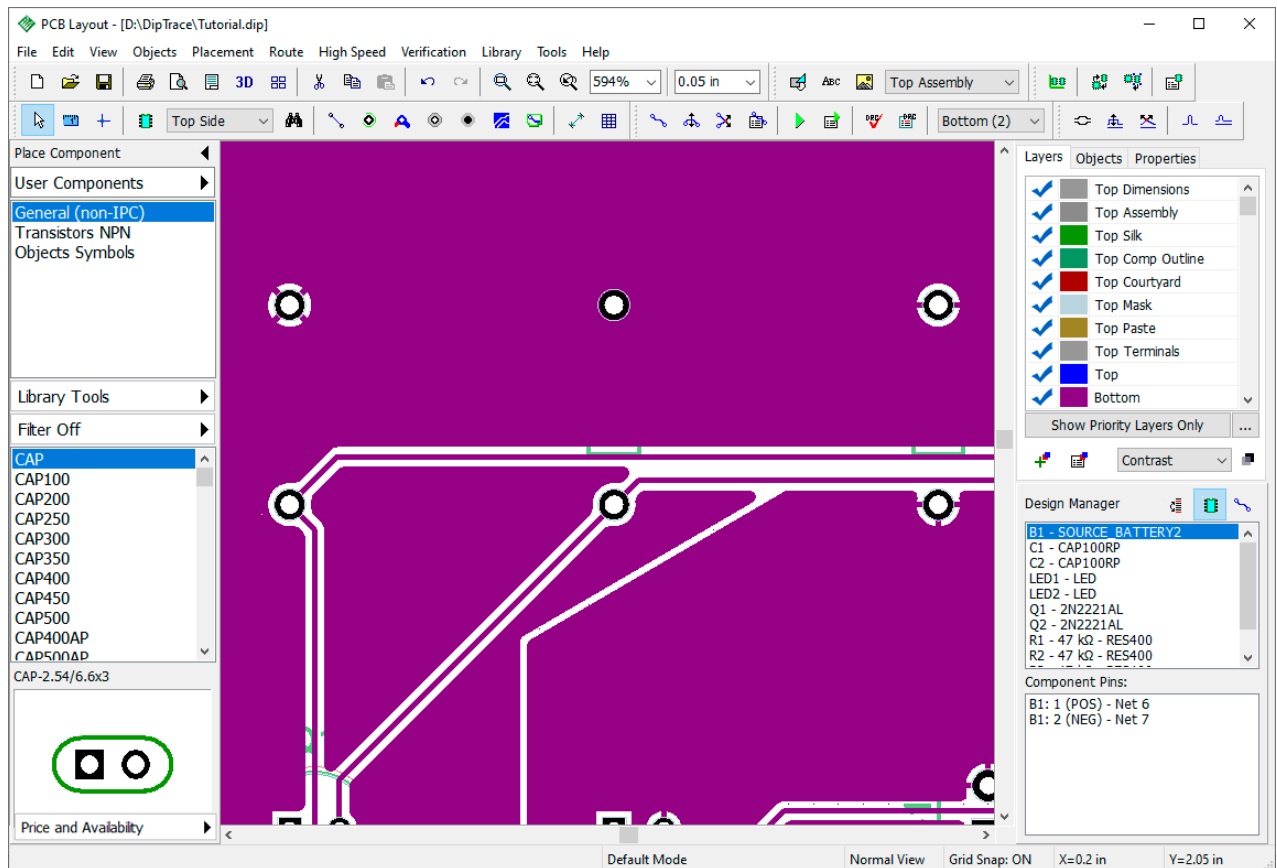 PCB Layout - [D:\DipTrace\Tutorial.dip]
File Edit View Objects Placement Route High Speed Verification Library Tools Help
3D 594% 0.05 in ABC Top Assembly
Top Side DRC Bottom (2)
Place Component
User Components
General (non-IPC)
Transistors NPN
Objects Symbols
Library Tools
Filter Off
CAP
CAP100
CAP200
CAP250
CAP300
CAP350
CAP400
CAP450
CAP500
CAP400AP
CAP500AP
CAP-2.54/6.6x3
Price and Availablity
Layers Objects Properties
Top Dimensions
Top Assembly
Top Silk
Top Comp Outline
Top Courtyard
Top Mask
Top Paste
Top Terminals
Top
Bottom
Show Priority Layers Only ...
Contrast
Design Manager
B1 - SOURCE_BATTERY2
C1 - CAP100RP
C2 - CAP100RP
LED1 - LED
LED2 - LED
Q1 - 2N2221AL
Q2 - 2N2221AL
R1 - 47 kΩ - RES400
R2 - 47 kΩ - RES400
Component Pins:
B1: 1 (POS) - Net 6
B1: 2 (NEG) - Net 7
Default Mode Normal View Grid Snap: ON X=0.2 in Y=2.05 in